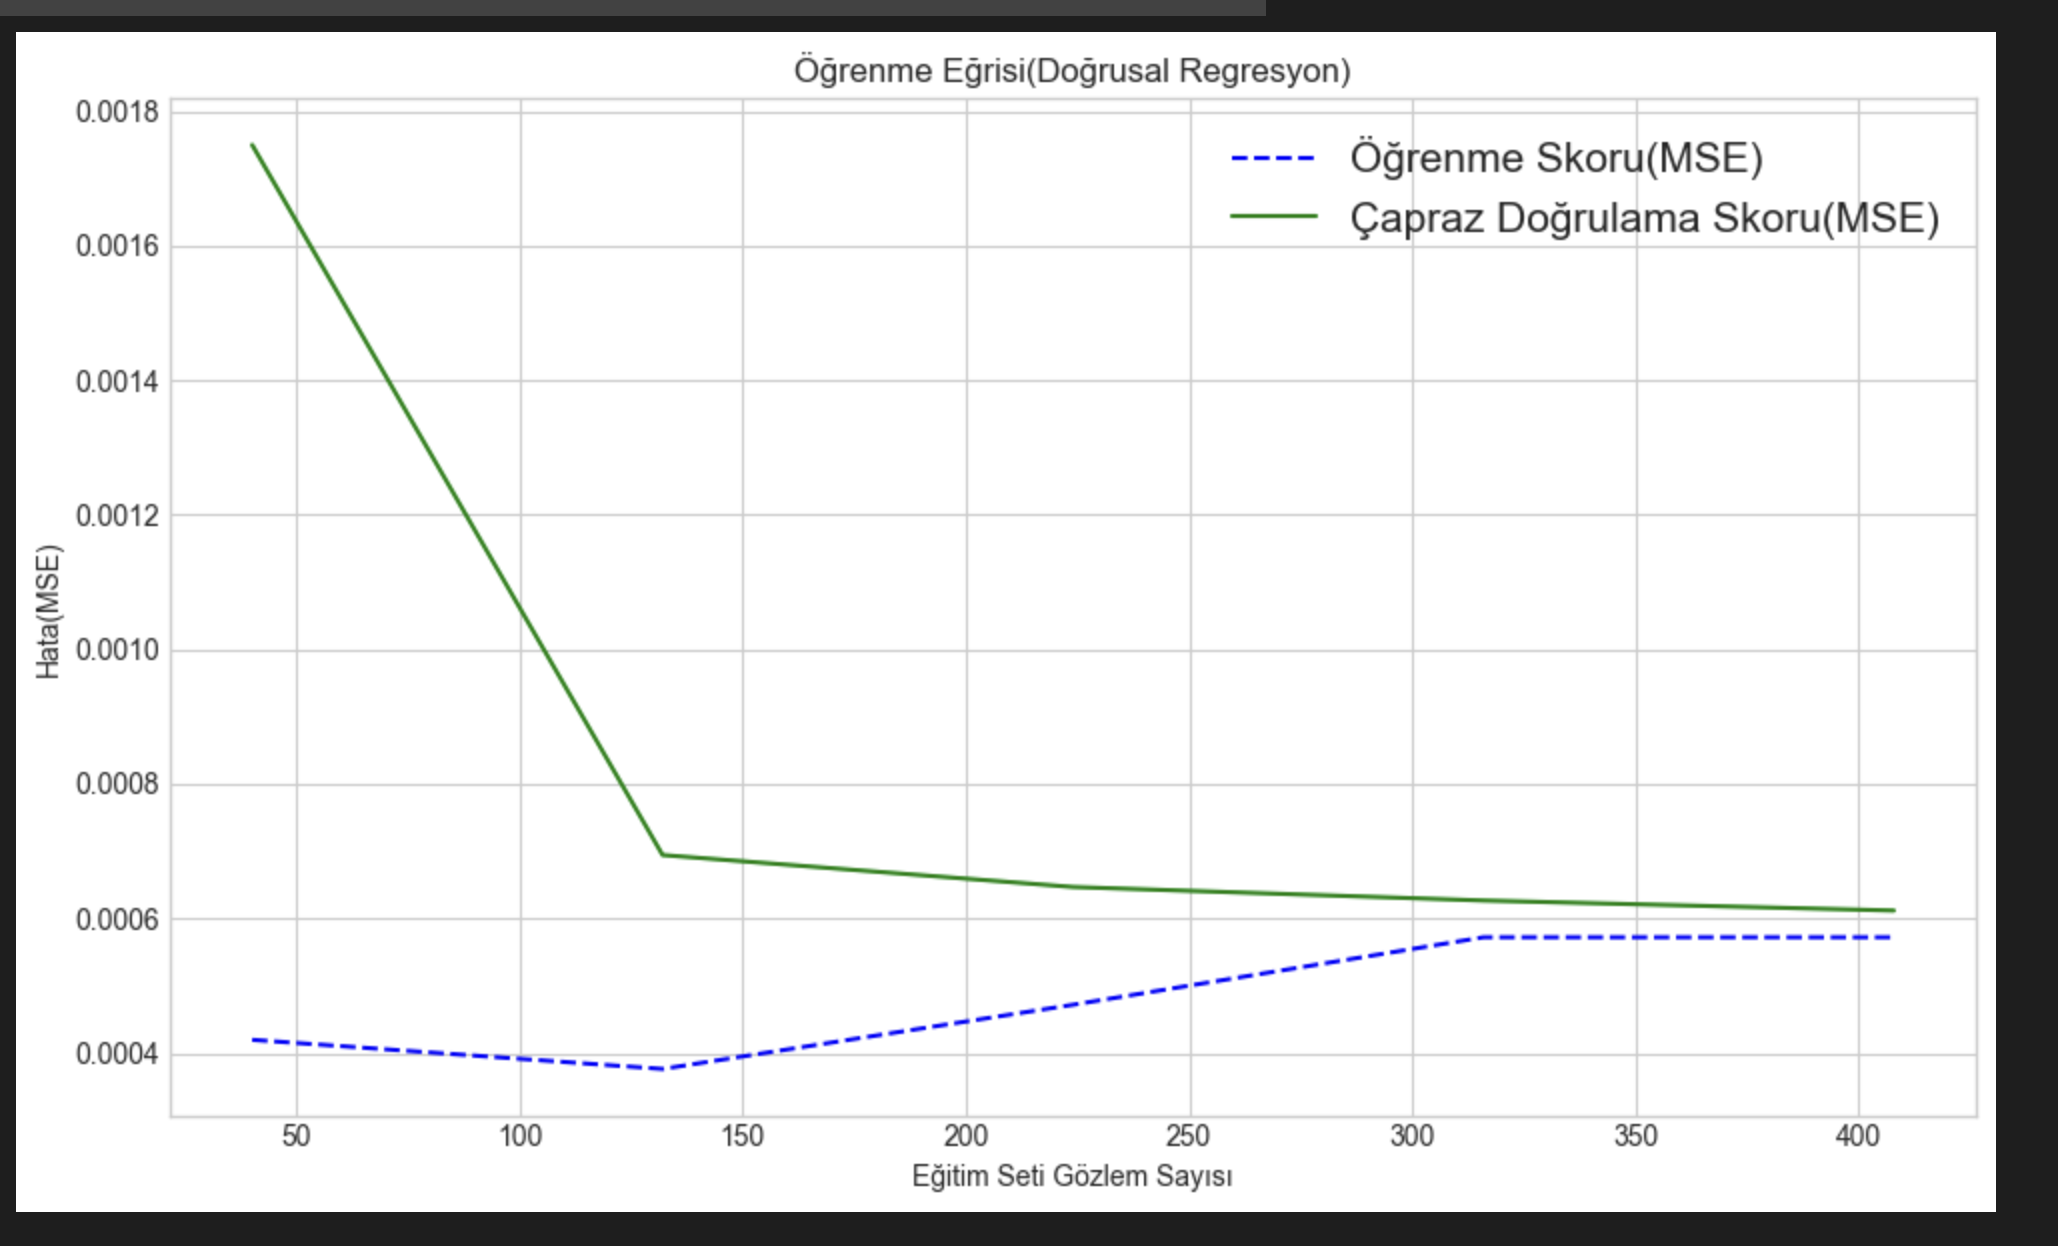 Öğrenme Eğrisi(Doğrusal Regresyon)
0.0018
0.0016
0.0014
0.0012
0.0010
0.0008
0.0006
0.0004
Hata(MSE)
Öğrenme Skoru(MSE)
Çapraz Doğrulama Skoru(MSE)
50 100 150 200 250 300 350 400
Eğitim Seti Gözlem Sayısı